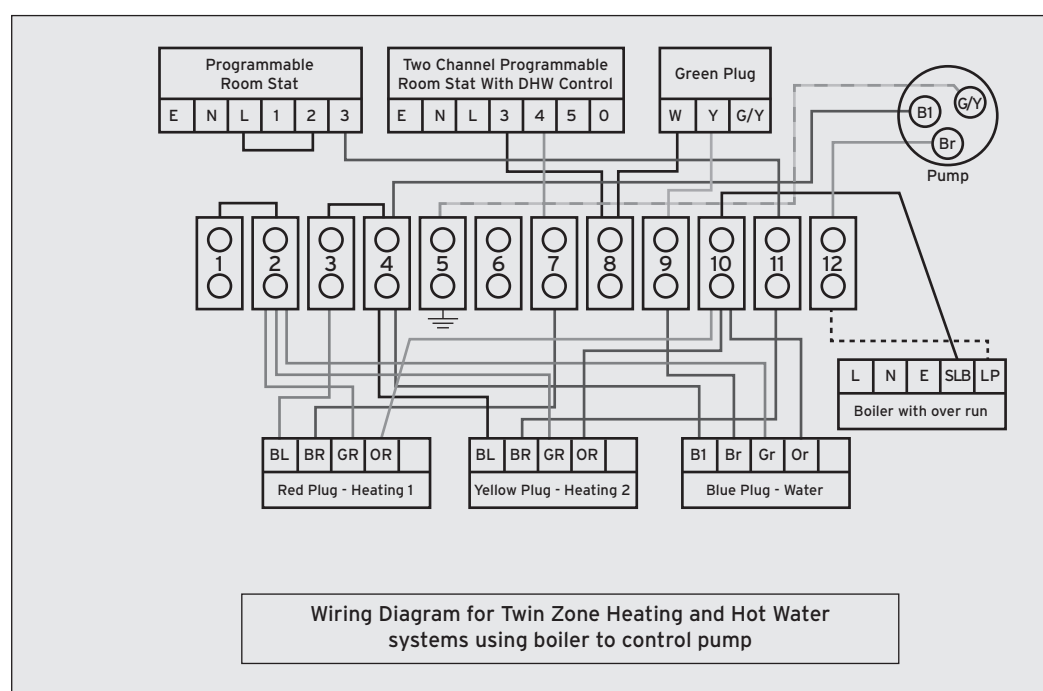 Programmable
Room Stat
E N L 1 2 3
Two Channel Programmable
Room Stat With DHW Control
E N L 3 4 5 0
Green Plug
W Y G/Y
B1
G/Y
Br
Pump
1 2 3 4 5 6 7 8 9 10 11 12
L N E SLB LP
Boiler with over run
BL BR GR OR
Red Plug - Heating 1
BL BR GR OR
Yellow Plug - Heating 2
B1 Br Gr Or
Blue Plug - Water
Wiring Diagram for Twin Zone Heating and Hot Water
systems using boiler to control pump